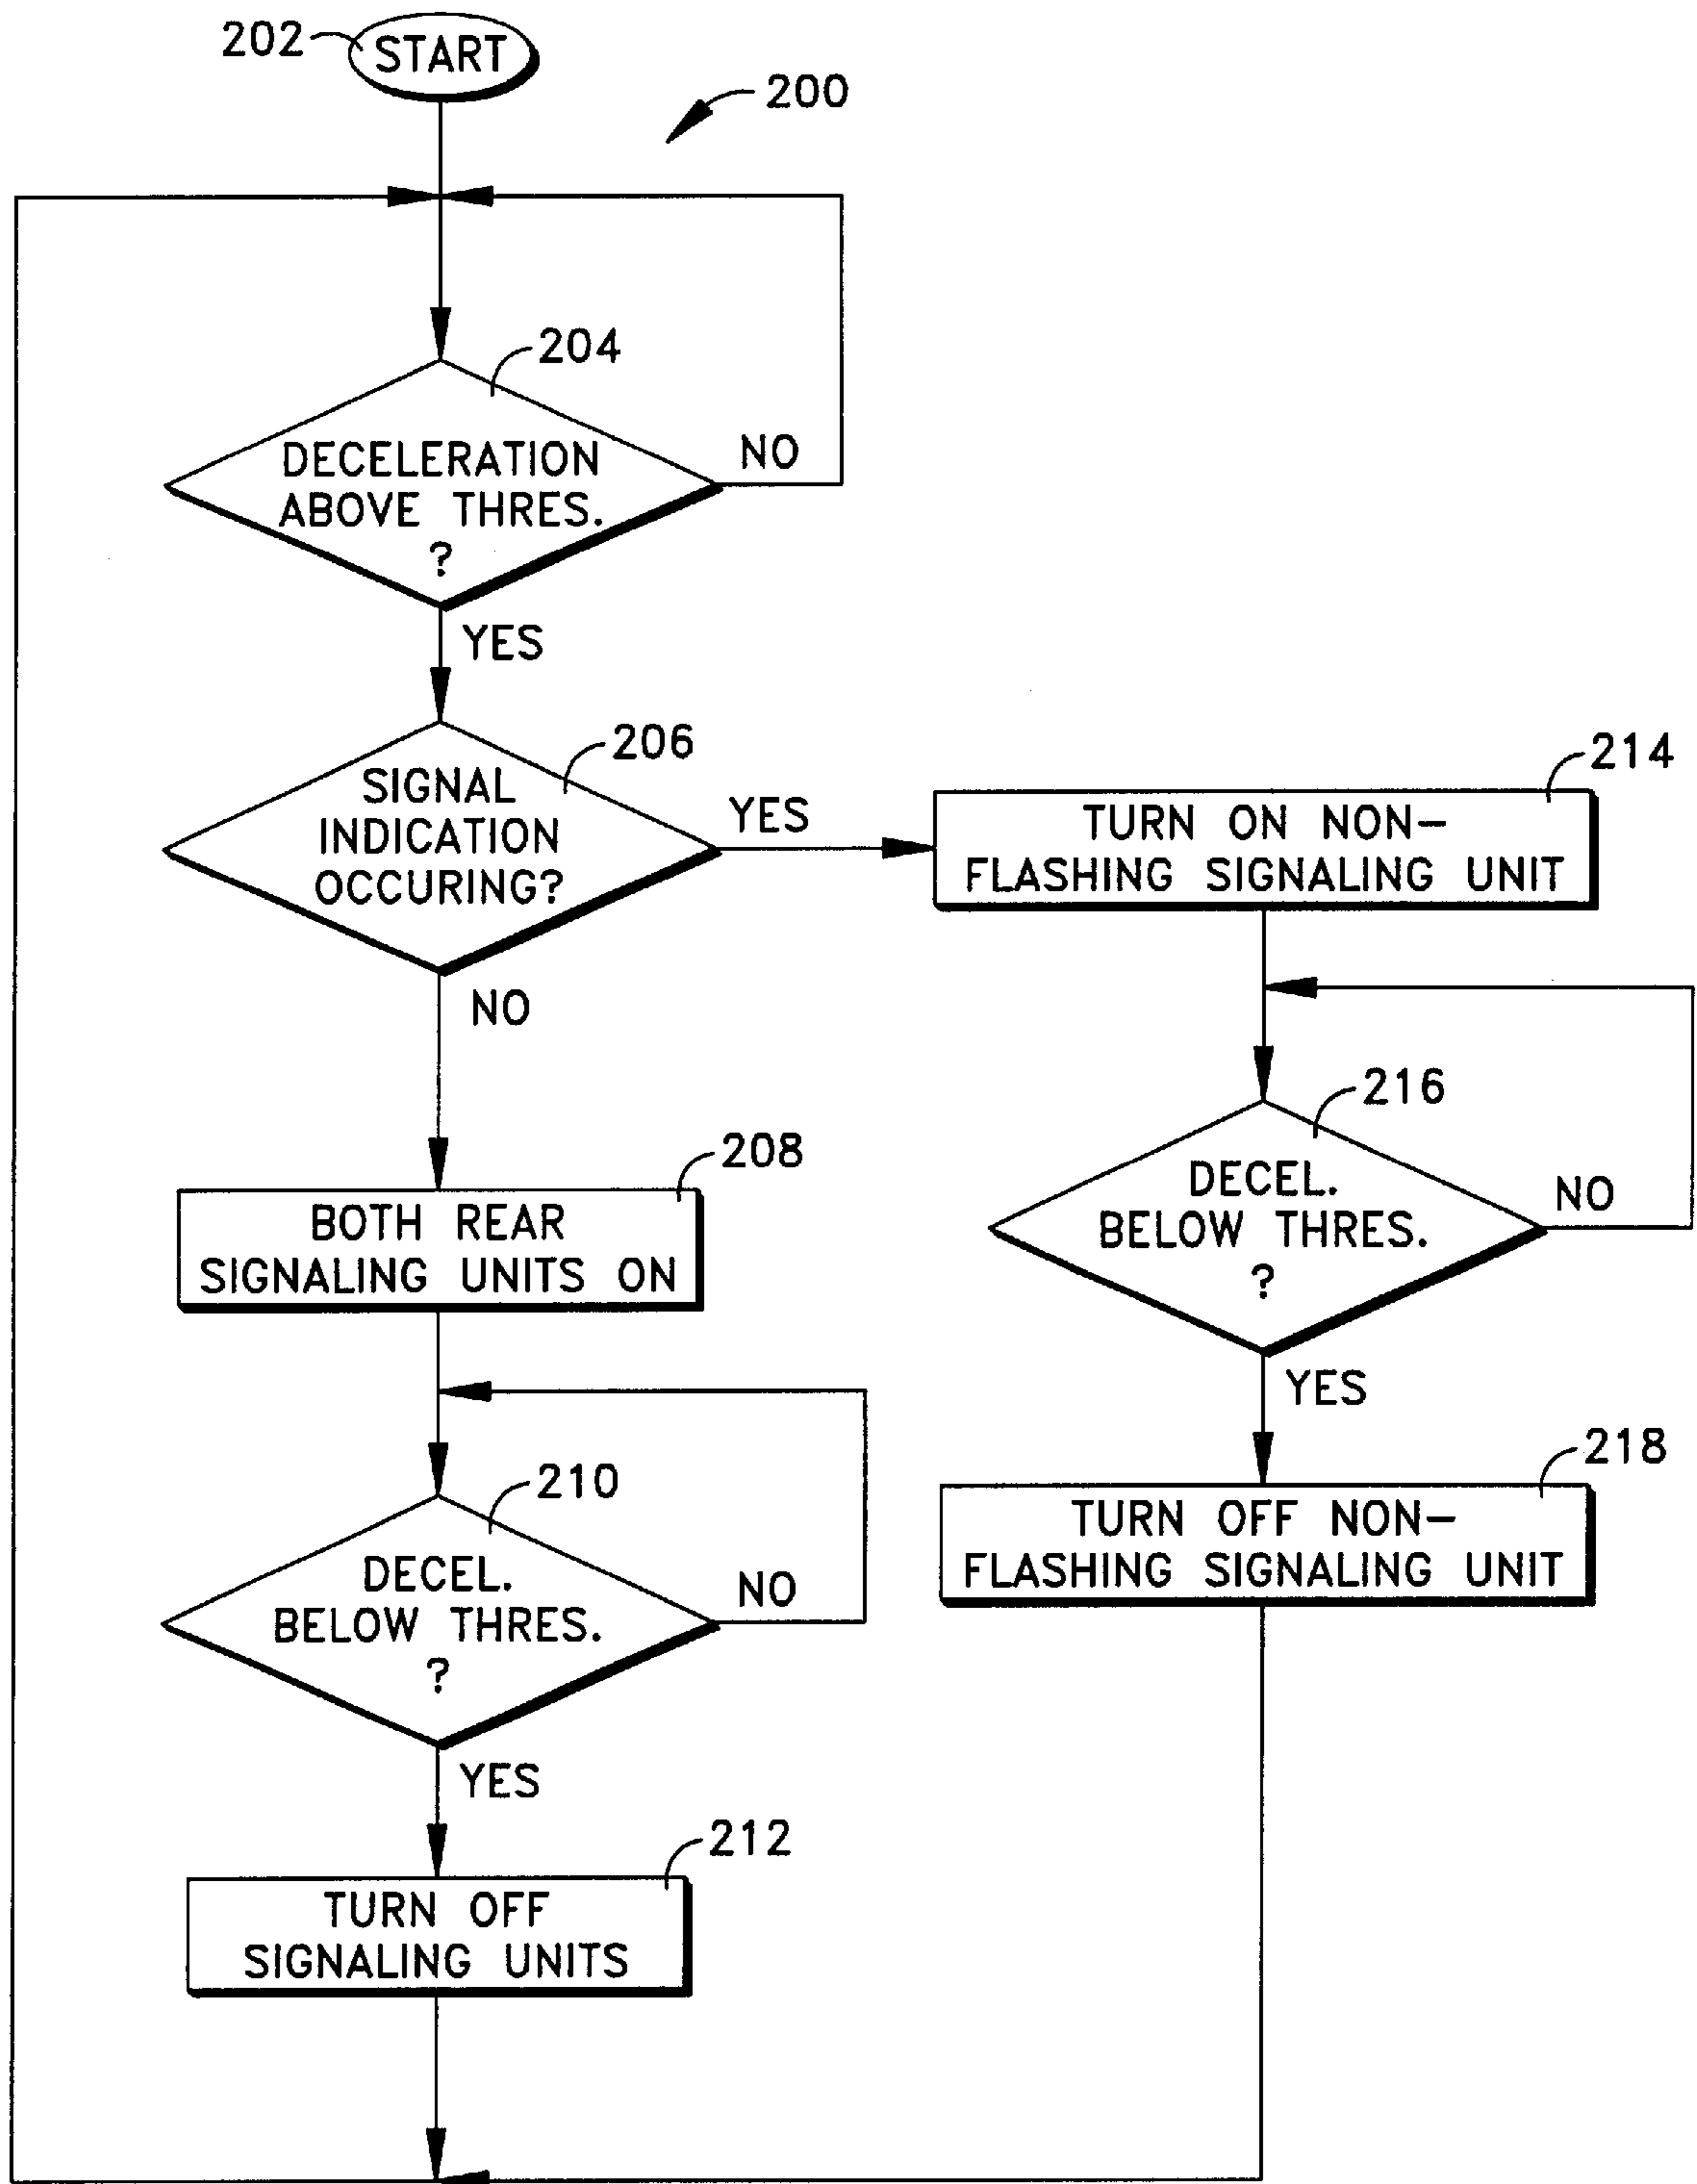 202
START
200
204
DECELERATION
ABOVE THRES.
?
NO
YES
206
SIGNAL
INDICATION
OCCURING?
YES
NO
214
TURN ON NON-
FLASHING SIGNALING UNIT
216
DECEL.
BELOW THRES.
?
NO
YES
208
BOTH REAR
SIGNALING UNITS ON
210
DECEL.
BELOW THRES.
?
NO
YES
218
TURN OFF NON-
FLASHING SIGNALING UNIT
212
TURN OFF
SIGNALING UNITS